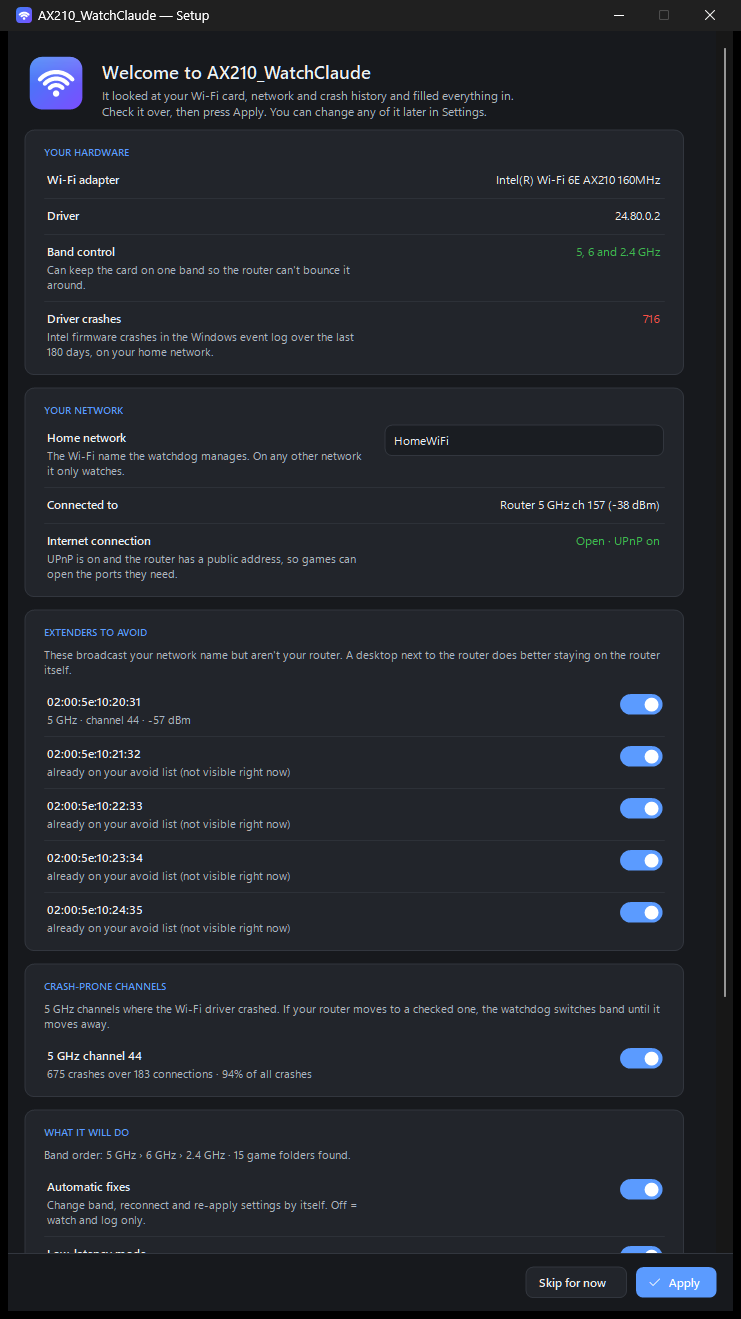 AX210_WatchClaude — Setup
Welcome to AX210_WatchClaude
It looked at your Wi-Fi card, network and crash history and filled everything in.
Check it over, then press Apply. You can change any of it later in Settings.
YOUR HARDWARE
Wi-Fi adapter
Intel(R) Wi-Fi 6E AX210 160MHz
Driver
24.80.0.2
Band control
5, 6 and 2.4 GHz
Can keep the card on one band so the router can't bounce it
around.
Driver crashes
716
Intel firmware crashes in the Windows event log over the last
180 days, on your home network.
YOUR NETWORK
Home network
HomeWiFi
The Wi-Fi name the watchdog manages. On any other network
it only watches.
Connected to
Router 5 GHz ch 157 (-38 dBm)
Internet connection
Open · UPnP on
UPnP is on and the router has a public address, so games can
open the ports they need.
EXTENDERS TO AVOID
These broadcast your network name but aren't your router. A desktop next to the router does better staying on the router
itself.
02:00:5e:10:20:31
5 GHz · channel 44 · -57 dBm
02:00:5e:10:21:32
already on your avoid list (not visible right now)
02:00:5e:10:22:33
already on your avoid list (not visible right now)
02:00:5e:10:23:34
already on your avoid list (not visible right now)
02:00:5e:10:24:35
already on your avoid list (not visible right now)
CRASH-PRONE CHANNELS
5 GHz channels where the Wi-Fi driver crashed. If your router moves to a checked one, the watchdog switches band until it
moves away.
5 GHz channel 44
675 crashes over 183 connections · 94% of all crashes
WHAT IT WILL DO
Band order: 5 GHz › 6 GHz › 2.4 GHz · 15 game folders found.
Automatic fixes
Change band, reconnect and re-apply settings by itself. Off =
watch and log only.
Low-latency mode
Skip for now
Apply